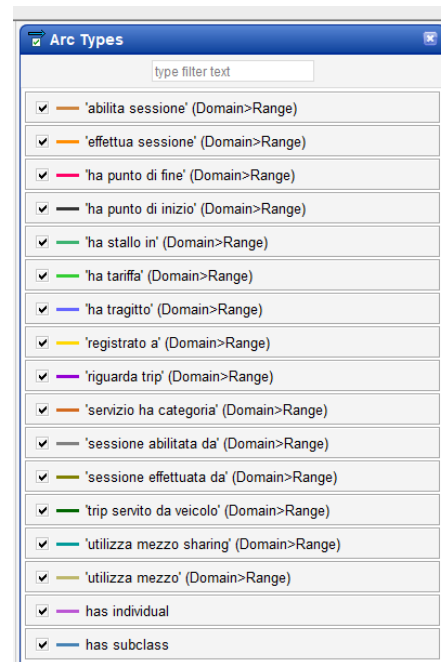 Arc Types
type filter text
'abilita sessione' (Domain>Range)
'effettua sessione' (Domain>Range)
'ha punto di fine' (Domain>Range)
'ha punto di inizio' (Domain>Range)
'ha stallo in' (Domain>Range)
'ha tariffa' (Domain>Range)
'ha tragitto' (Domain>Range)
'registrato a' (Domain>Range)
'riguarda trip' (Domain>Range)
'servizio ha categoria' (Domain>Range)
'sessione abilitata da' (Domain>Range)
'sessione effettuata da' (Domain>Range)
'trip servito da veicolo' (Domain>Range)
'utilizza mezzo sharing' (Domain>Range)
'utilizza mezzo' (Domain>Range)
has individual
has subclass